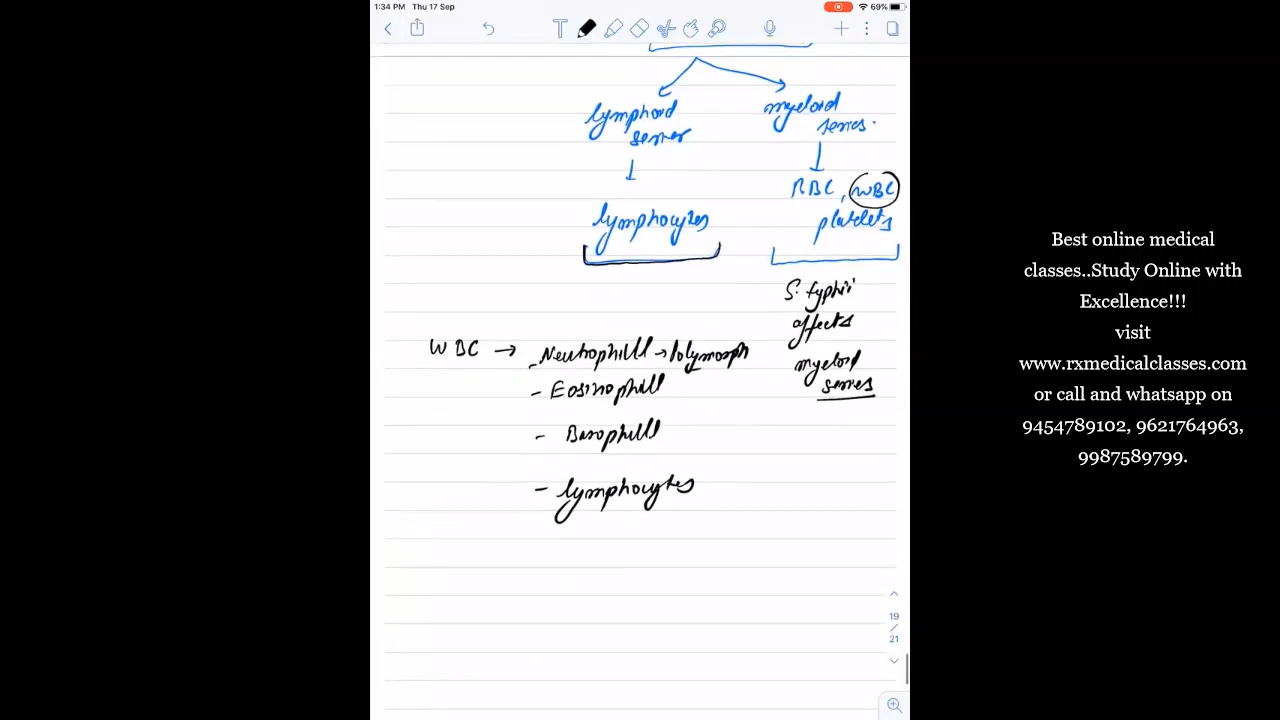 1:34 PM Thu 17 Sep
69%
lymphoid series
myeloid series.
lymphocytes
RBC, WBC
platelets
S. typhii
affects
myeloid
series
WBC → - Neutrophill → Polymorph
- Eosinophill
- Basophill
- lymphocytes
19
/
21
Best online medical
classes..Study Online with
Excellence!!!
visit
www.rxmedicalclasses.com
or call and whatsapp on
9454789102, 9621764963,
9987589799.